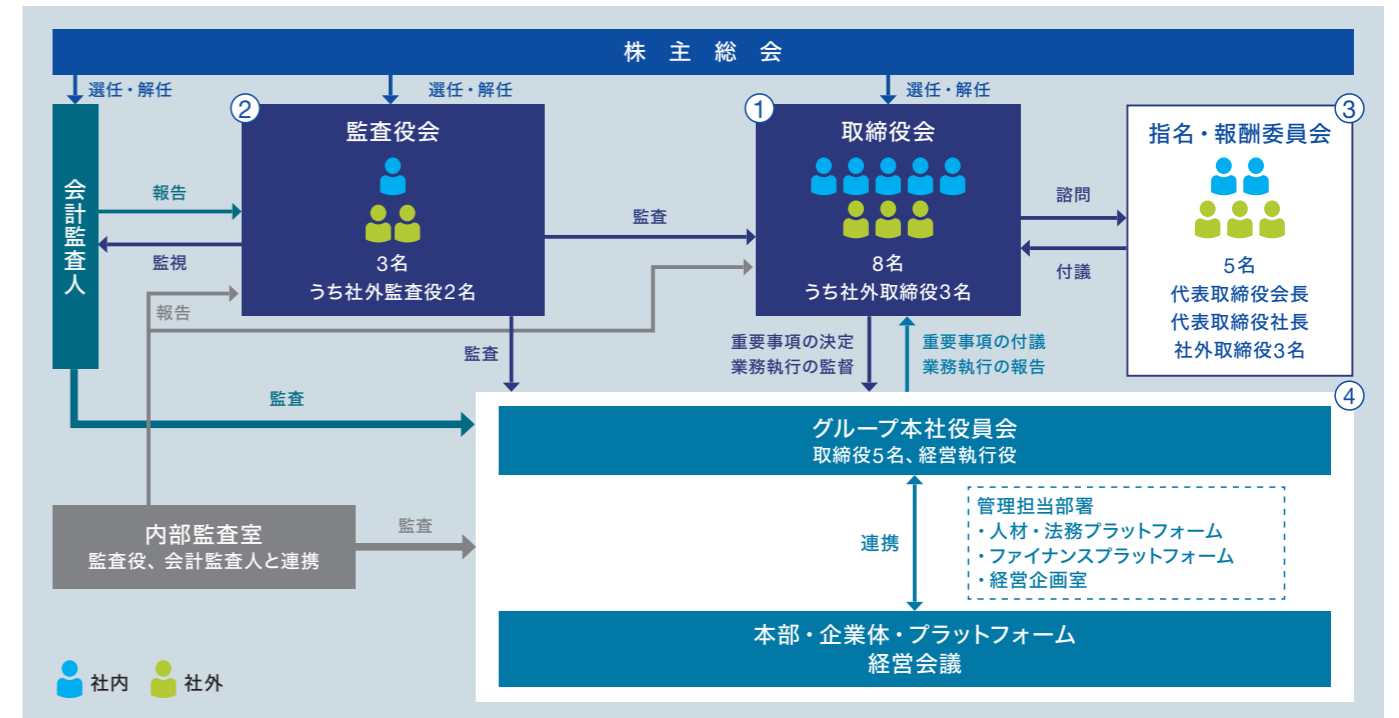 株主総会
選任・解任
選任・解任
選任・解任
会計監査人
②
監査役会
3名
うち社外監査役2名
①
取締役会
8名
うち社外取締役3名
③
指名・報酬委員会
5名
代表取締役会長
代表取締役社長
社外取締役3名
報告
監視
報告
監査
諮問
付議
監査
重要事項の決定
業務執行の監督
重要事項の付議
業務執行の報告
監査
④
グループ本社役員会
取締役5名、経営執行役
内部監査室
監査役、会計監査人と連携
監査
連携
管理担当部署
・人材・法務プラットフォーム
・ファイナンスプラットフォーム
・経営企画室
本部・企業体・プラットフォーム
経営会議
社内
社外